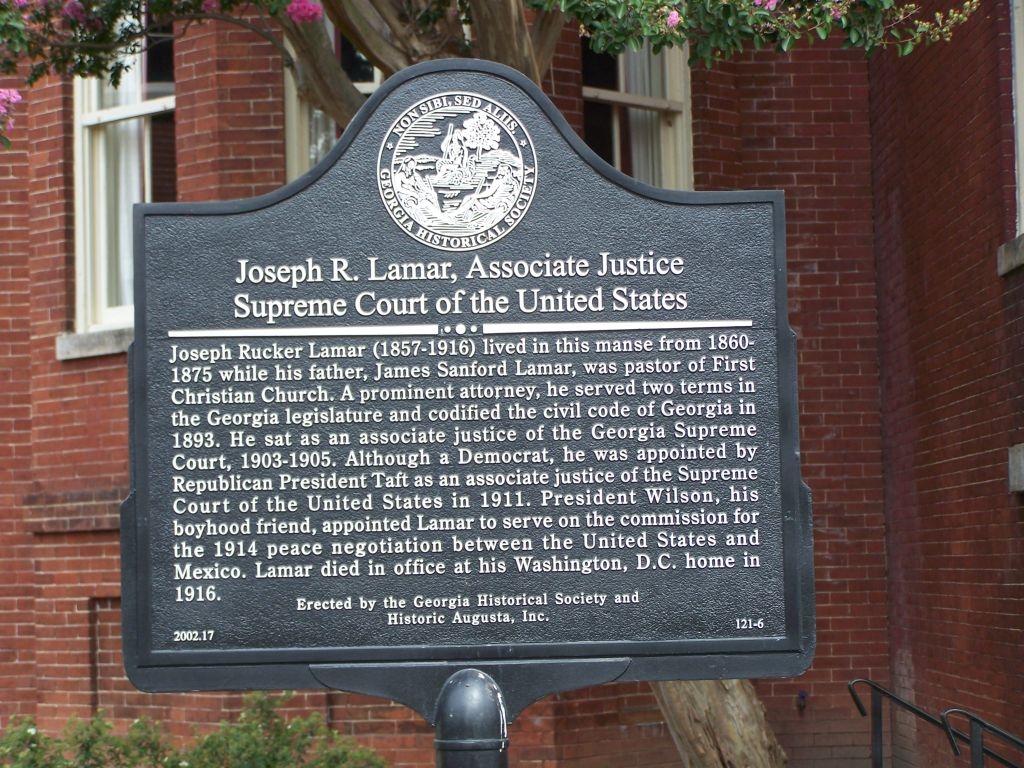 NON SIBI, SED ALIIS.
GEORGIA HISTORICAL SOCIETY
Joseph R. Lamar, Associate Justice
Supreme Court of the United States
Joseph Rucker Lamar (1857-1916) lived in this manse from 1860-
1875 while his father, James Sanford Lamar, was pastor of First
Christian Church. A prominent attorney, he served two terms in
the Georgia legislature and codified the civil code of Georgia in
1893. He sat as an associate justice of the Georgia Supreme
Court, 1903-1905. Although a Democrat, he was appointed by
Republican President Taft as an associate justice of the Supreme
Court of the United States in 1911. President Wilson, his
boyhood friend, appointed Lamar to serve on the commission for
the 1914 peace negotiation between the United States and
Mexico. Lamar died in office at his Washington, D.C. home in
1916.
Erected by the Georgia Historical Society and
Historic Augusta, Inc.
2002.17
121-6